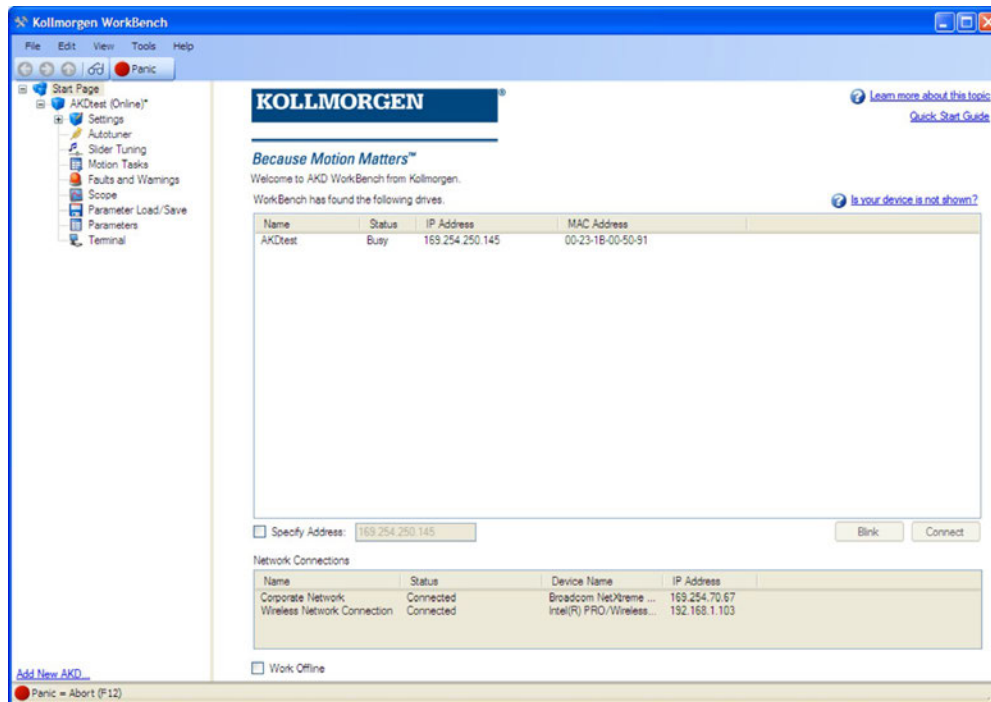 Kollmorgen WorkBench
File Edit View Tools Help
Panic
Start Page
AKDtest (Online)*
Settings
Autotuner
Slider Tuning
Motion Tasks
Faults and Warnings
Scope
Parameter Load/Save
Parameters
Terminal
Add New AKD...
KOLLMORGEN®
Because Motion Matters™
Learn more about this topic
Quick Start Guide
Welcome to AKD WorkBench from Kollmorgen.
WorkBench has found the following drives.
Is your device is not shown?
Name Status IP Address MAC Address
AKDtest Busy 169.254.250.145 00-23-1B-00-50-91
Specify Address: 169.254.250.145
Blink Connect
Network Connections
Name Status Device Name IP Address
Corporate Network Connected Broadcom NetXtreme ... 169.254.70.67
Wireless Network Connection Connected Intel(R) PRO/Wireless... 192.168.1.103
Work Offline
Panic = Abort (F12)